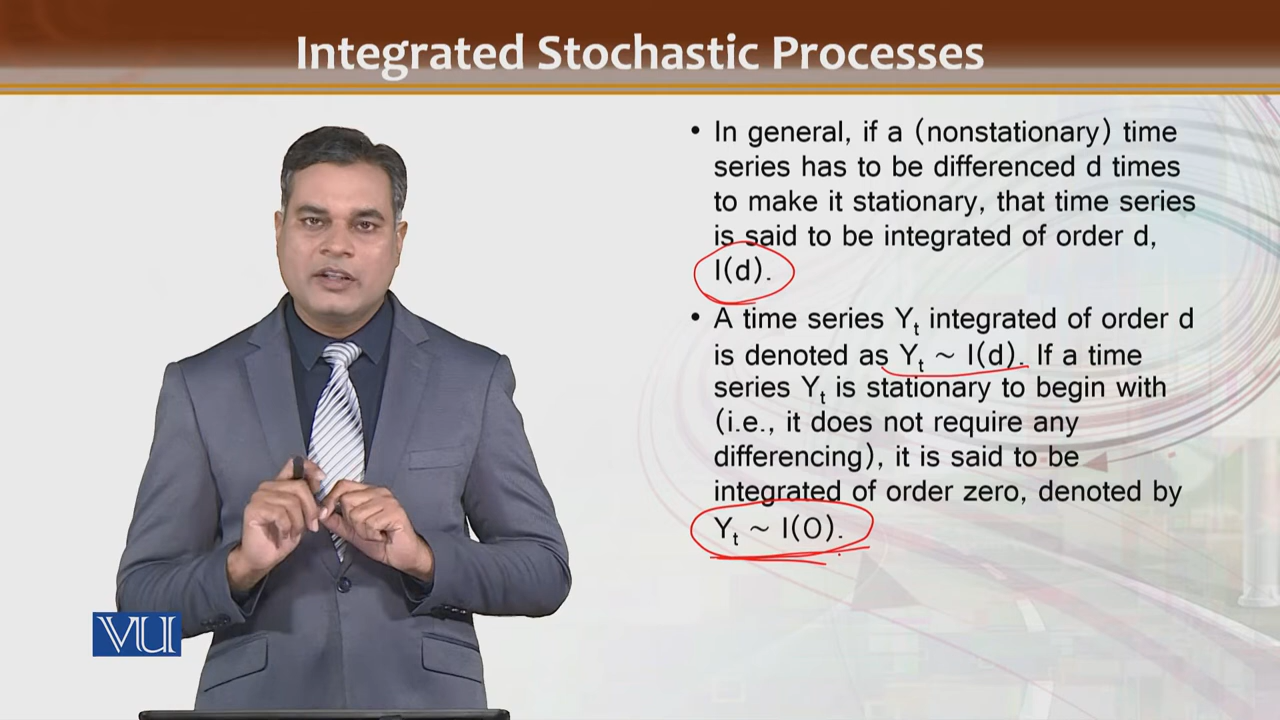 Integrated Stochastic Processes
• In general, if a (nonstationary) time
series has to be differenced d times
to make it stationary, that time series
is said to be integrated of order d,
I(d).
• A time series Yt integrated of order d
is denoted as Yt ~ I(d). If a time
series Yt is stationary to begin with
(i.e., it does not require any
differencing), it is said to be
integrated of order zero, denoted by
Yt ~ I(0).
VU